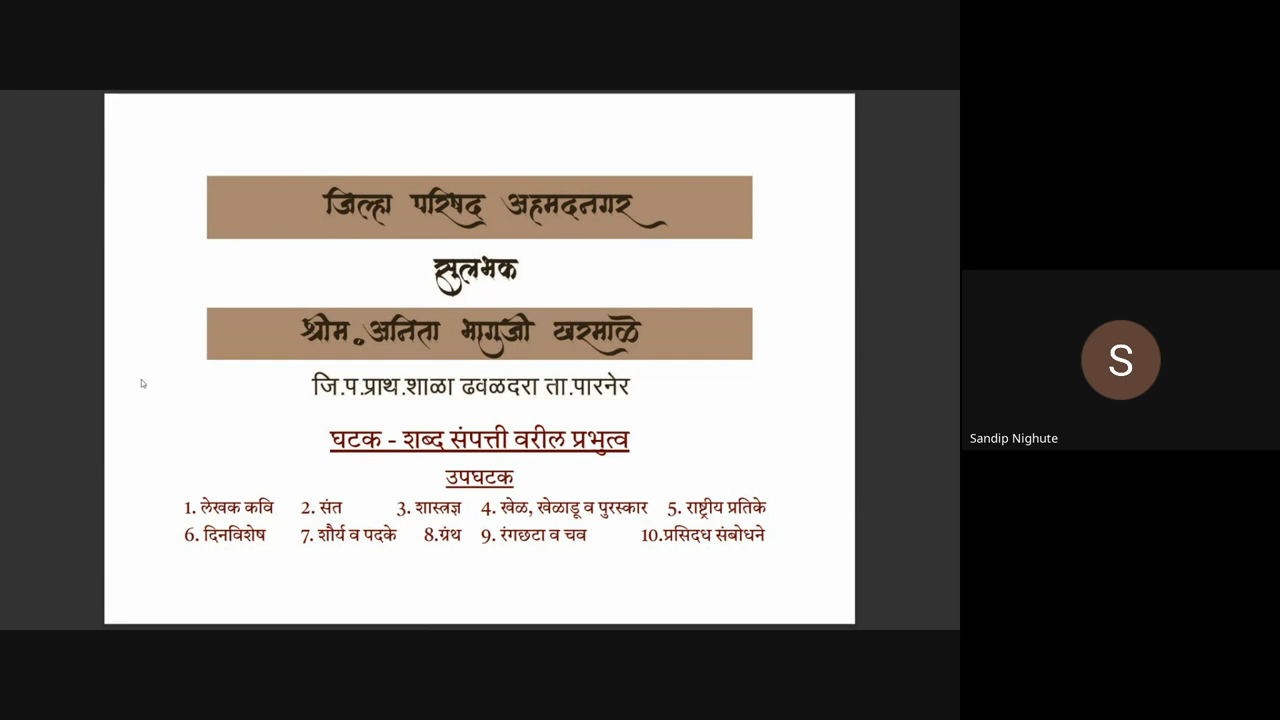 जिल्हा परिषद अहमदनगर
सुलभक
श्रीम.अनिता भागुजी खरमाळे
जि.प.प्राथ.शाळा ढवळदरा ता.पारनेर
घटक - शब्द संपत्ती वरील प्रभुत्व
उपघटक
1. लेखक कवि 2. संत 3. शास्त्रज्ञ 4. खेळ, खेळाडू व पुरस्कार 5. राष्ट्रीय प्रतिके
6. दिनविशेष 7. शौर्य व पदके 8.ग्रंथ 9. रंगछटा व चव 10.प्रसिदध संबोधने
S
Sandip Nighute